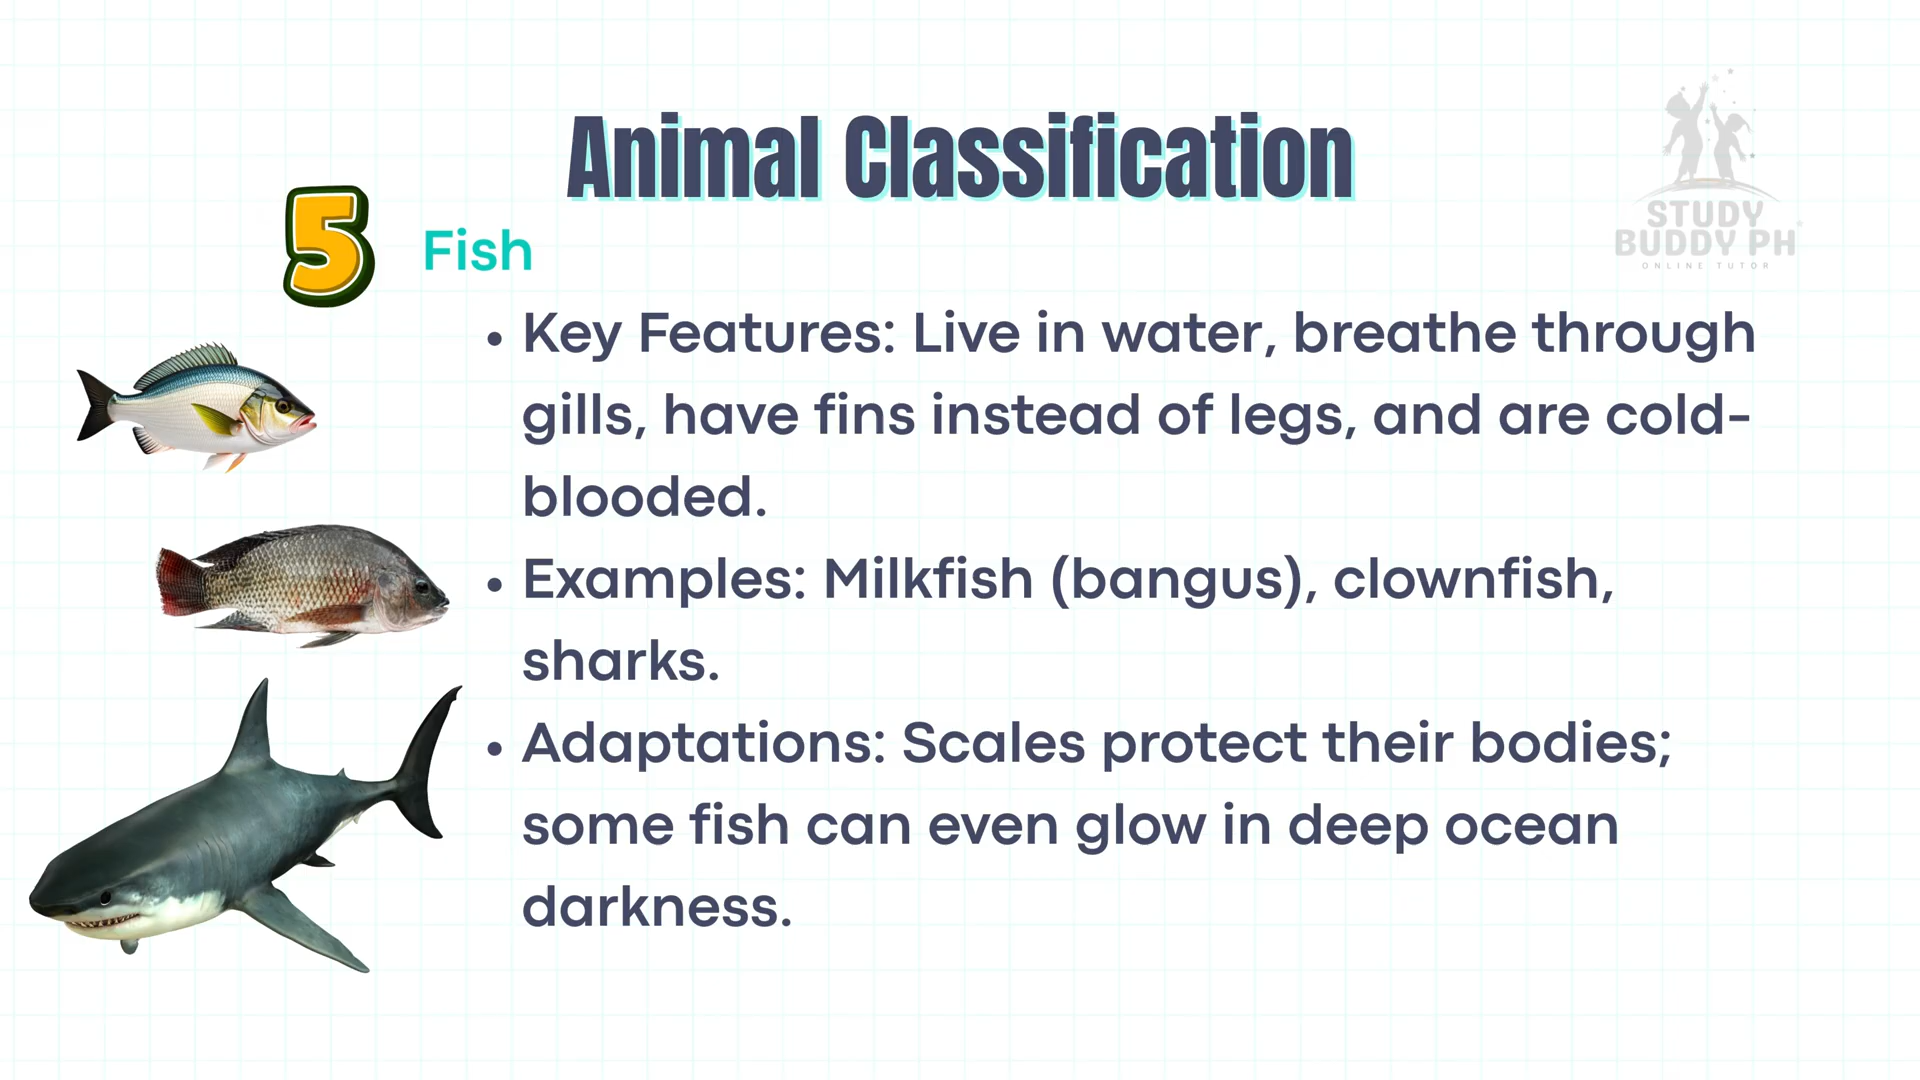 Animal Classification
STUDY
BUDDY PH
ONLINE TUTOR
5 Fish
• Key Features: Live in water, breathe through
gills, have fins instead of legs, and are cold-
blooded.
• Examples: Milkfish (bangus), clownfish,
sharks.
• Adaptations: Scales protect their bodies;
some fish can even glow in deep ocean
darkness.